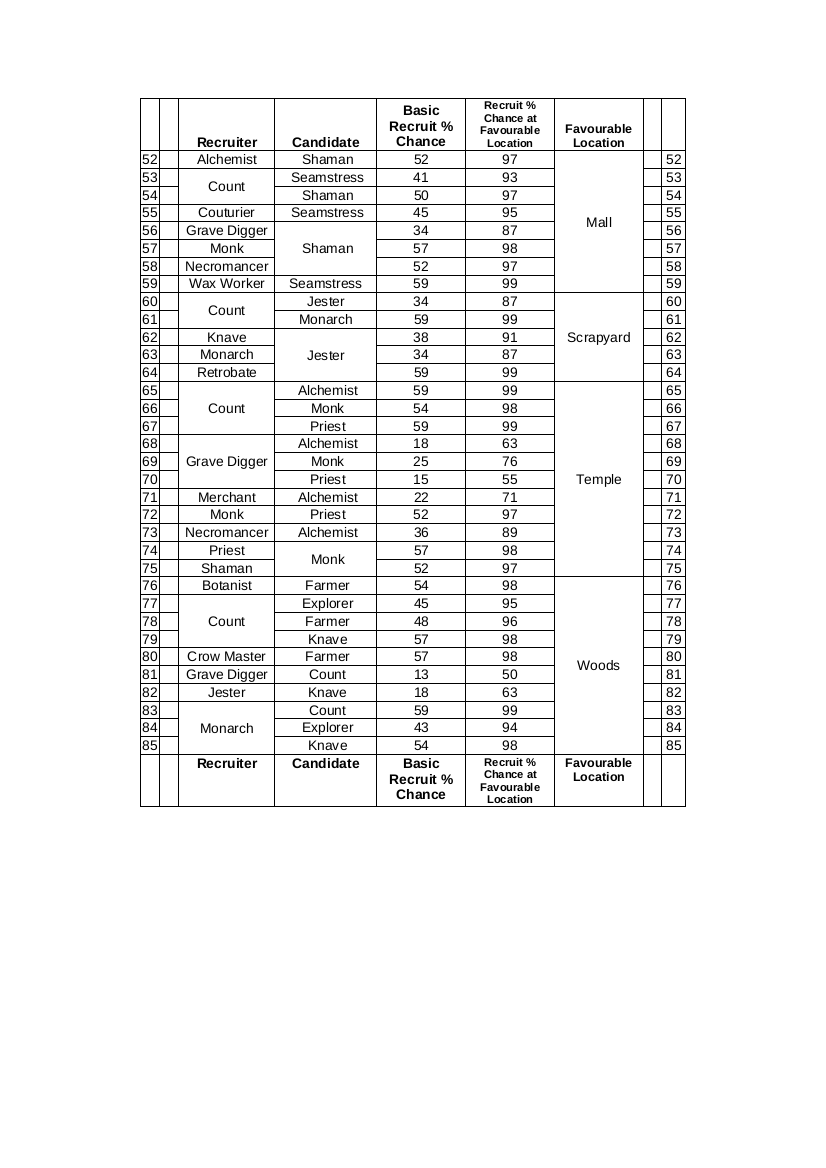 Recruiter Candidate Basic Recruit % Chance Recruit % Chance at Favourable Location Favourable Location
52 Alchemist Shaman 52 97 Mall 52
53 Count Seamstress 41 93 53
54 Shaman 50 97 54
55 Couturier Seamstress 45 95 55
56 Grave Digger Shaman 34 87 56
57 Monk 57 98 57
58 Necromancer 52 97 58
59 Wax Worker Seamstress 59 99 59
60 Count Jester 34 87 Scrapyard 60
61 Monarch 59 99 61
62 Knave Jester 38 91 62
63 Monarch 34 87 63
64 Retrobate 59 99 64
65 Count Alchemist 59 99 Temple 65
66 Monk 54 98 66
67 Priest 59 99 67
68 Grave Digger Alchemist 18 63 68
69 Monk 25 76 69
70 Priest 15 55 70
71 Merchant Alchemist 22 71 71
72 Monk Priest 52 97 72
73 Necromancer Alchemist 36 89 73
74 Priest Monk 57 98 74
75 Shaman 52 97 75
76 Botanist Farmer 54 98 Woods 76
77 Count Explorer 45 95 77
78 Farmer 48 96 78
79 Knave 57 98 79
80 Crow Master Farmer 57 98 80
81 Grave Digger Count 13 50 81
82 Jester Knave 18 63 82
83 Monarch Count 59 99 83
84 Explorer 43 94 84
85 Knave 54 98 85
Recruiter Candidate Basic Recruit % Chance Recruit % Chance at Favourable Location Favourable Location